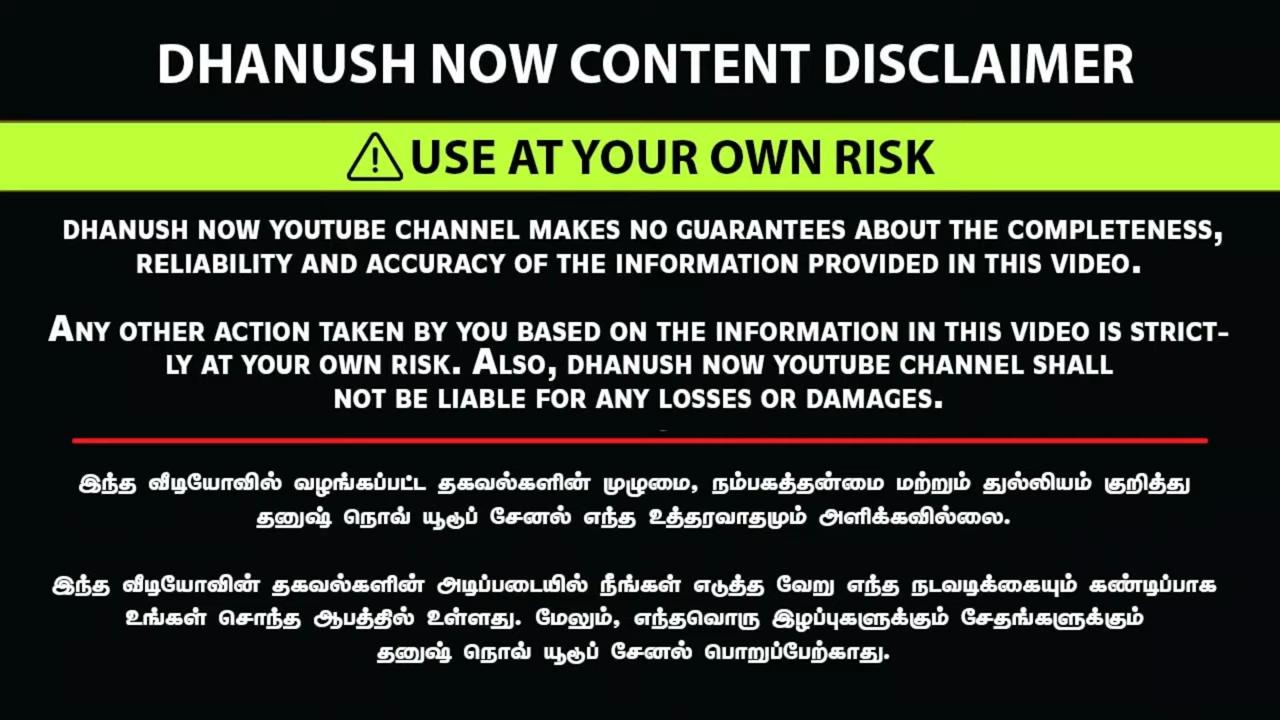 DHANUSH NOW CONTENT DISCLAIMER
USE AT YOUR OWN RISK
DHANUSH NOW YOUTUBE CHANNEL MAKES NO GUARANTEES ABOUT THE COMPLETENESS,
RELIABILITY AND ACCURACY OF THE INFORMATION PROVIDED IN THIS VIDEO.
ANY OTHER ACTION TAKEN BY YOU BASED ON THE INFORMATION IN THIS VIDEO IS STRICT-
LY AT YOUR OWN RISK. ALSO, DHANUSH NOW YOUTUBE CHANNEL SHALL
NOT BE LIABLE FOR ANY LOSSES OR DAMAGES.
இந்த வீடியோவில் வழங்கப்பட்ட தகவல்களின் முழுமை, நம்பகத்தன்மை மற்றும் துல்லியம் குறித்து
தனுஷ் நொவ் யூடூப் சேனல் எந்த உத்தரவாதமும் அளிக்கவில்லை.
இந்த வீடியோவின் தகவல்களின் அடிப்படையில் நீங்கள் எடுத்த வேறு எந்த நடவடிக்கையும் கண்டிப்பாக
உங்கள் சொந்த ஆபத்தில் உள்ளது. மேலும், எந்தவொரு இழப்புகளுக்கும் சேதங்களுக்கும்
தனுஷ் நொவ் யூடூப் சேனல் பொறுப்பேற்காது.